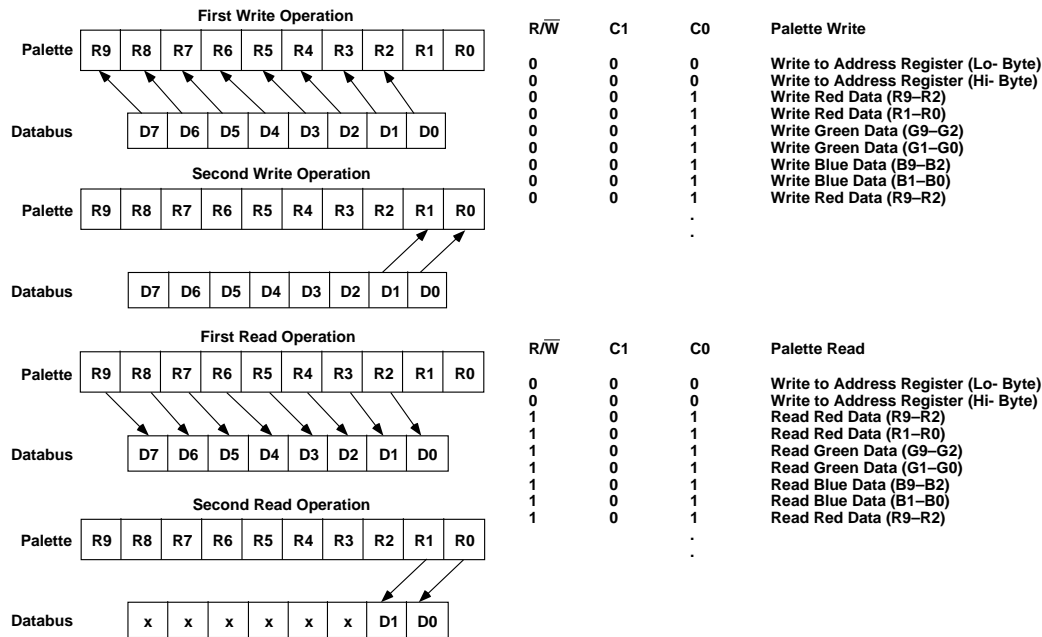 First Write Operation
Palette R9 R8 R7 R6 R5 R4 R3 R2 R1 R0
Databus D7 D6 D5 D4 D3 D2 D1 D0
Second Write Operation
Palette R9 R8 R7 R6 R5 R4 R3 R2 R1 R0
Databus D7 D6 D5 D4 D3 D2 D1 D0
R/W̅ C1 C0 Palette Write
0 0 0 Write to Address Register (Lo- Byte)
0 0 0 Write to Address Register (Hi- Byte)
0 0 1 Write Red Data (R9–R2)
0 0 1 Write Red Data (R1–R0)
0 0 1 Write Green Data (G9–G2)
0 0 1 Write Green Data (G1–G0)
0 0 1 Write Blue Data (B9–B2)
0 0 1 Write Blue Data (B1–B0)
0 0 1 Write Red Data (R9–R2)
.
.
First Read Operation
Palette R9 R8 R7 R6 R5 R4 R3 R2 R1 R0
Databus D7 D6 D5 D4 D3 D2 D1 D0
Second Read Operation
Palette R9 R8 R7 R6 R5 R4 R3 R2 R1 R0
Databus x x x x x x D1 D0
R/W̅ C1 C0 Palette Read
0 0 0 Write to Address Register (Lo- Byte)
0 0 0 Write to Address Register (Hi- Byte)
1 0 1 Read Red Data (R9–R2)
1 0 1 Read Red Data (R1–R0)
1 0 1 Read Green Data (G9–G2)
1 0 1 Read Green Data (G1–G0)
1 0 1 Read Blue Data (B9–B2)
1 0 1 Read Blue Data (B1–B0)
1 0 1 Read Red Data (R9–R2)
.
.